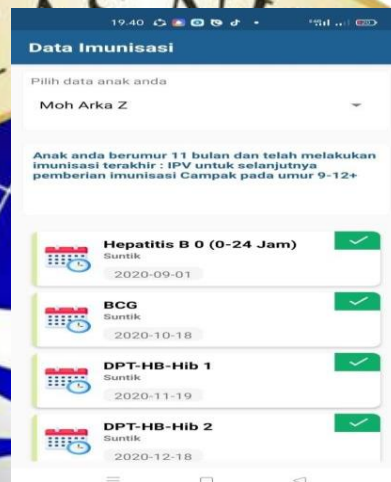 19.40
Data Imunisasi
Pilih data anak anda
Moh Arka Z
Anak anda berumur 11 bulan dan telah melakukan
imunisasi terakhir : IPV untuk selanjutnya
pemberian imunisasi Campak pada umur 9-12+
Hepatitis B 0 (0-24 Jam)
Suntik
2020-09-01
BCG
Suntik
2020-10-18
DPT-HB-Hib 1
Suntik
2020-11-19
DPT-HB-Hib 2
Suntik
2020-12-18